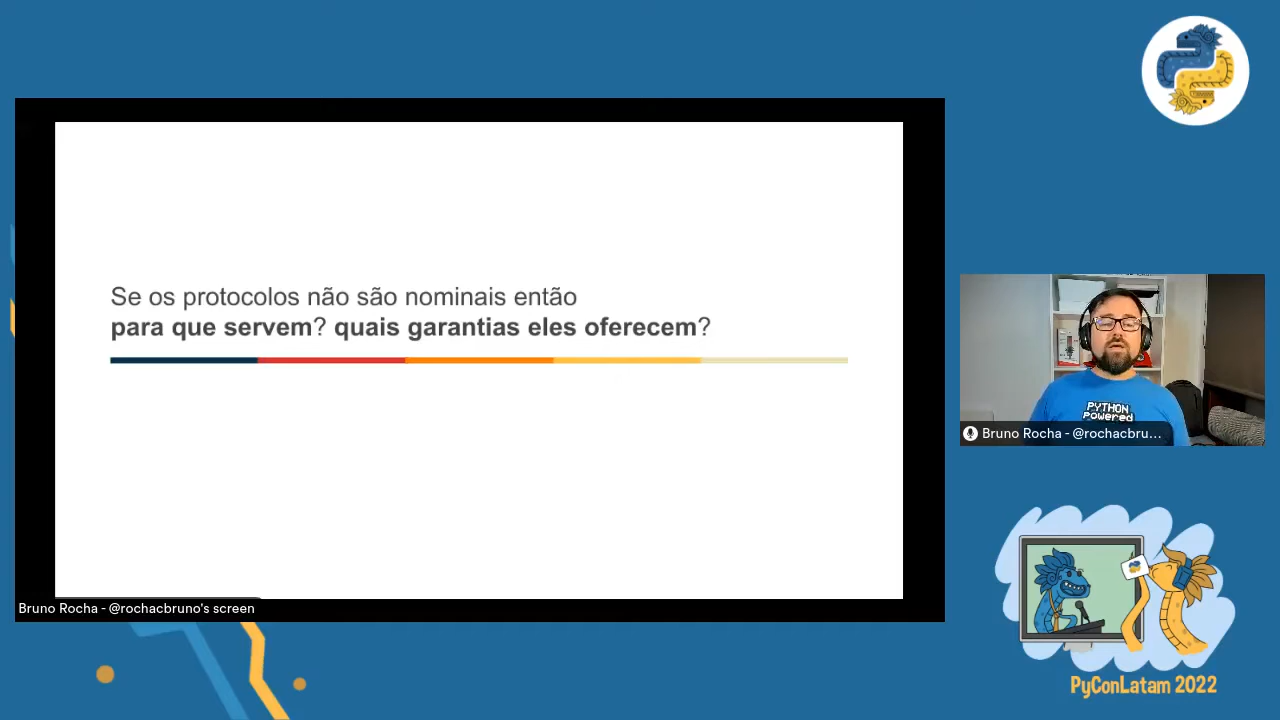 Se os protocolos não são nominais então
para que servem? quais garantias eles oferecem?
Bruno Rocha - @rochacbruno's screen
PYTHON
POWERED
Bruno Rocha - @rochacbru...
PyConLatam 2022